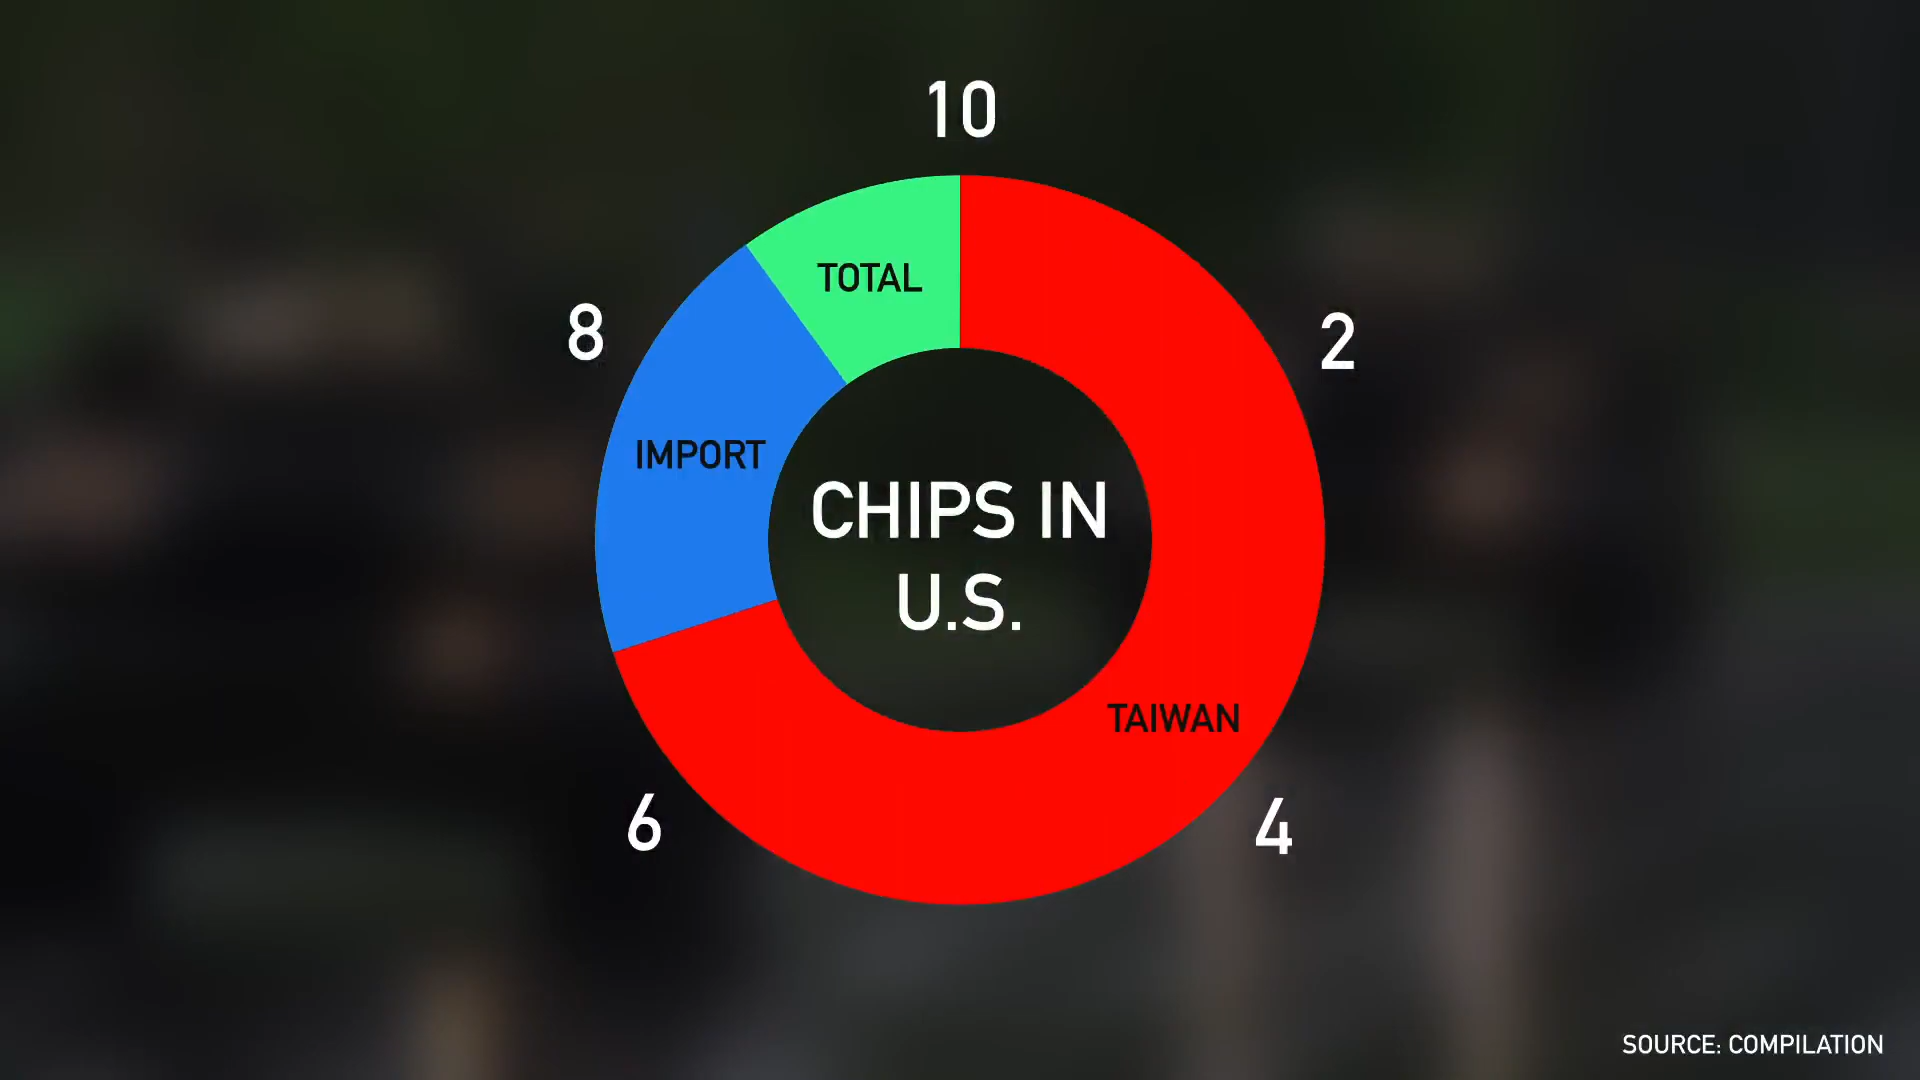 10
TOTAL
8
2
IMPORT
CHIPS IN
U.S.
TAIWAN
6
4
SOURCE: COMPILATION